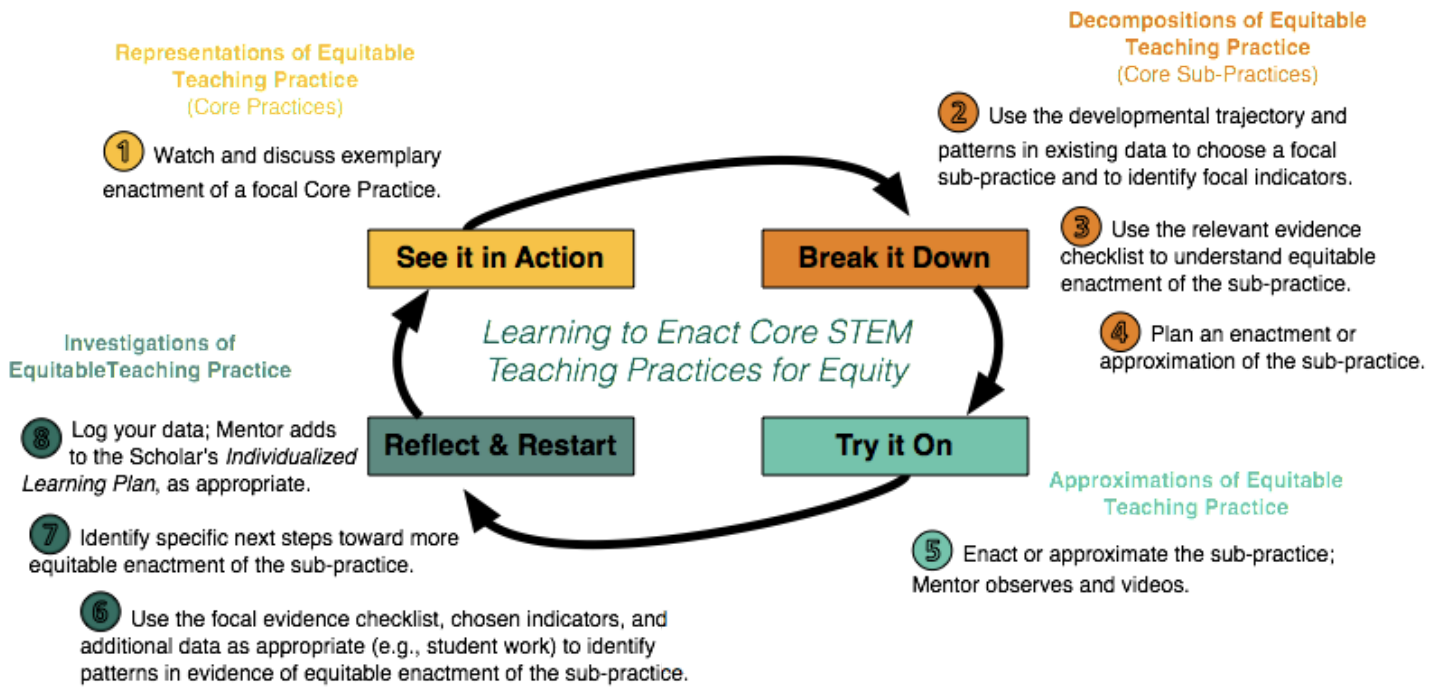 Representations of Equitable
Teaching Practice
(Core Practices)
1 Watch and discuss exemplary
enactment of a focal Core Practice.
Decompositions of Equitable
Teaching Practice
(Core Sub-Practices)
2 Use the developmental trajectory and
patterns in existing data to choose a focal
sub-practice and to identify focal indicators.
3 Use the relevant evidence
checklist to understand equitable
enactment of the sub-practice.
4 Plan an enactment or
approximation of the sub-practice.
See it in Action
Break it Down
Learning to Enact Core STEM
Teaching Practices for Equity
Try it On
Reflect & Restart
Approximations of Equitable
Teaching Practice
5 Enact or approximate the sub-practice;
Mentor observes and videos.
Investigations of
EquitableTeaching Practice
8 Log your data; Mentor adds
to the Scholar's Individualized
Learning Plan, as appropriate.
7 Identify specific next steps toward more
equitable enactment of the sub-practice.
6 Use the focal evidence checklist, chosen indicators, and
additional data as appropriate (e.g., student work) to identify
patterns in evidence of equitable enactment of the sub-practice.